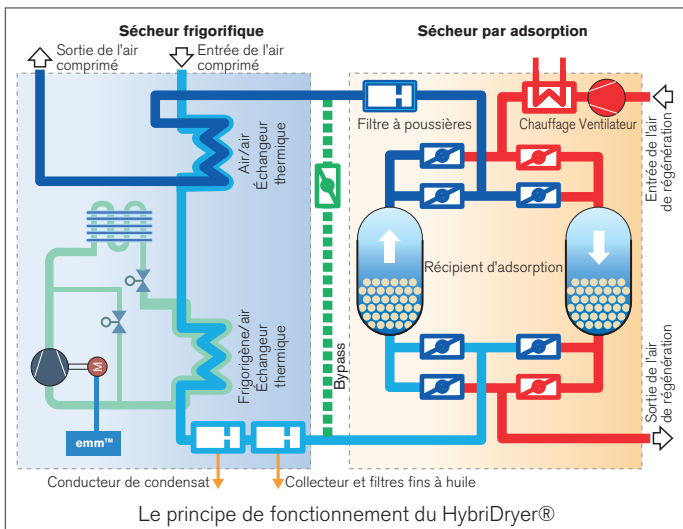 Sécheur frigorifique
Sécheur par adsorption
Sortie de l'air
comprimé
Entrée de l'air
comprimé
Air/air
Échangeur
thermique
Filtre à poussières
Chauffage Ventilateur
Entrée de l'air
de régénération
Récipient d'adsorption
Frigorigène/air
Échangeur
thermique
Bypass
M
emm™
Sortie de l'air
de régénération
Conducteur de condensat
Collecteur et filtres fins à huile
Le principe de fonctionnement du HybriDryer®